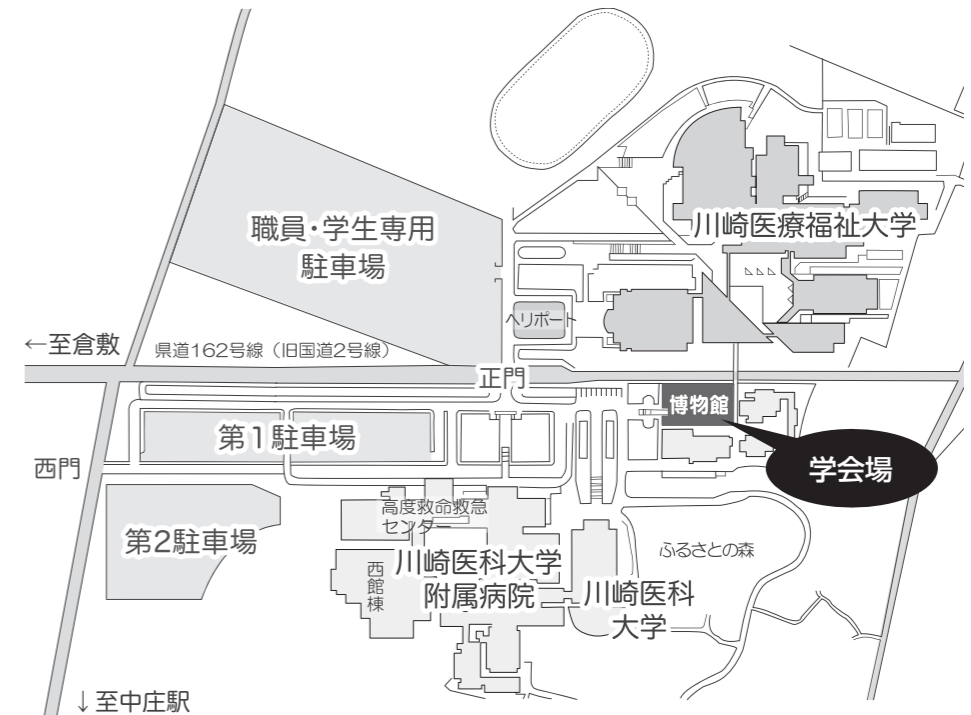 職員・学生専用
駐車場
川崎医療福祉大学
ヘリポート
←至倉敷
県道162号線（旧国道2号線）
正門
博物館
第1駐車場
学会場
西門
高度救命救急
センター
第2駐車場
ふるさとの森
川崎医科大学
附属病院
西館棟
川崎医科
大学
↓至中庄駅